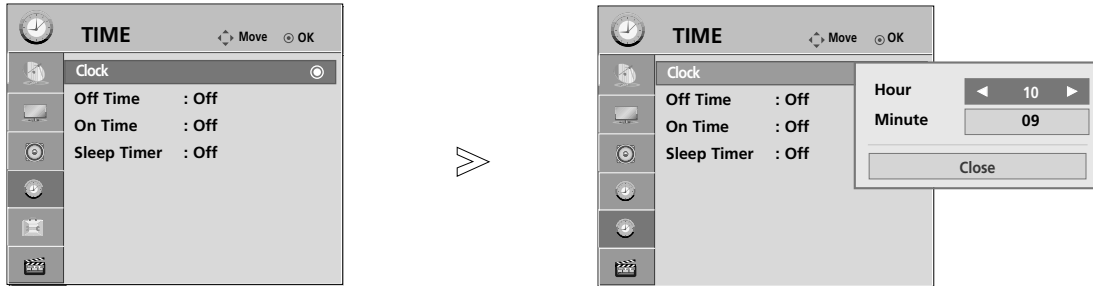 TIME Move OK
Clock
Off Time : Off
On Time : Off
Sleep Timer : Off
TIME Move OK
Clock
Off Time : Off
On Time : Off
Sleep Timer : Off
Hour 10
Minute 09
Close